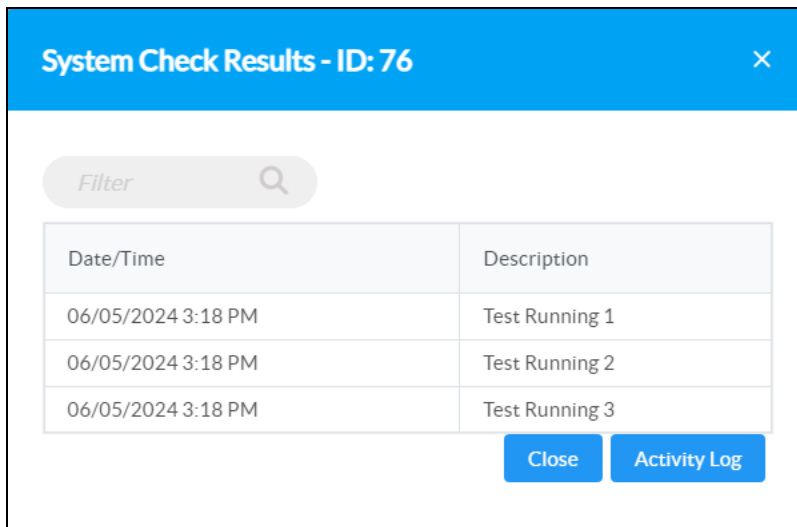 System Check Results - ID: 76
Filter
Date/Time Description
06/05/2024 3:18 PM Test Running 1
06/05/2024 3:18 PM Test Running 2
06/05/2024 3:18 PM Test Running 3
Close Activity Log